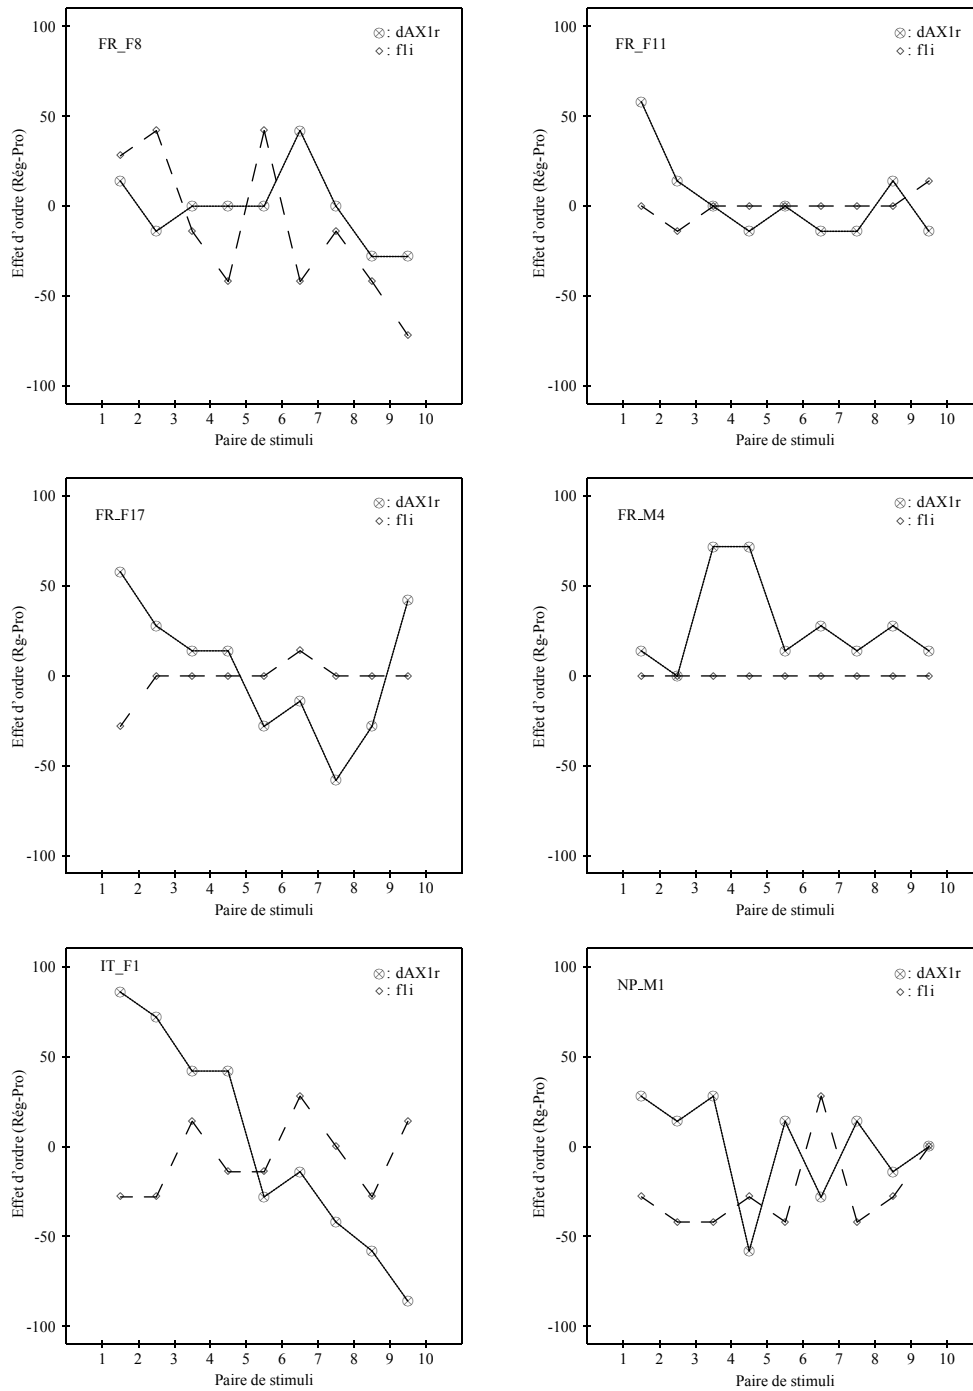 100
50
0
-50
-100
Effet d'ordre (Rég-Pro)
FR_F8
⊗: dAX1r
◇: f1i
1 2 3 4 5 6 7 8 9 10
Paire de stimuli
100
50
0
-50
-100
Effet d'ordre (Rég-Pro)
FR_F11
⊗: dAX1r
◇: f1i
1 2 3 4 5 6 7 8 9 10
Paire de stimuli
100
50
0
-50
-100
Effet d'ordre (Rg-Pro)
FR_F17
⊗: dAX1r
◇: f1i
1 2 3 4 5 6 7 8 9 10
Paire de stimuli
100
50
0
-50
-100
Effet d'ordre (Rg-Pro)
FR_M4
⊗: dAX1r
◇: f1i
1 2 3 4 5 6 7 8 9 10
Paire de stimuli
100
50
0
-50
-100
Effet d'ordre (Rég-Pro)
IT_F1
⊗: dAX1r
◇: f1i
1 2 3 4 5 6 7 8 9 10
Paire de stimuli
100
50
0
-50
-100
Effet d'ordre (Rg-Pro)
NP_M1
⊗: dAX1r
◇: f1i
1 2 3 4 5 6 7 8 9 10
Paire de stimuli